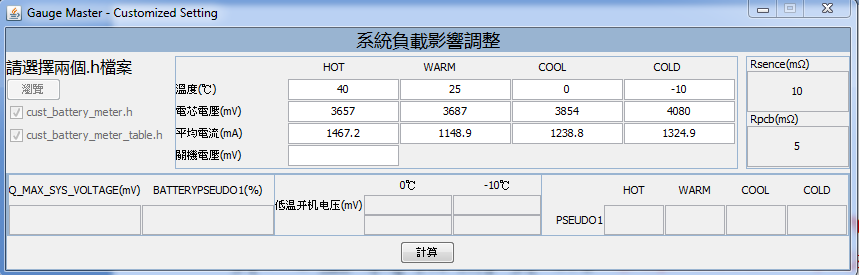 Gauge Master - Customized Setting
系統負載影響調整
請選擇兩個.h檔案
瀏覽
cust_battery_meter.h
cust_battery_meter_table.h
HOT WARM COOL COLD
溫度(℃) 40 25 0 -10
電芯電壓(mV) 3657 3687 3854 4080
平均電流(mA) 1467.2 1148.9 1238.8 1324.9
關機電壓(mV)
Rsence(mΩ)
10
Rpcb(mΩ)
5
Q_MAX_SYS_VOLTAGE(mV) BATTERYPSEUDO1(%)
0℃ -10℃
低温开机电压(mV)
HOT WARM COOL COLD
PSEUDO1
計算